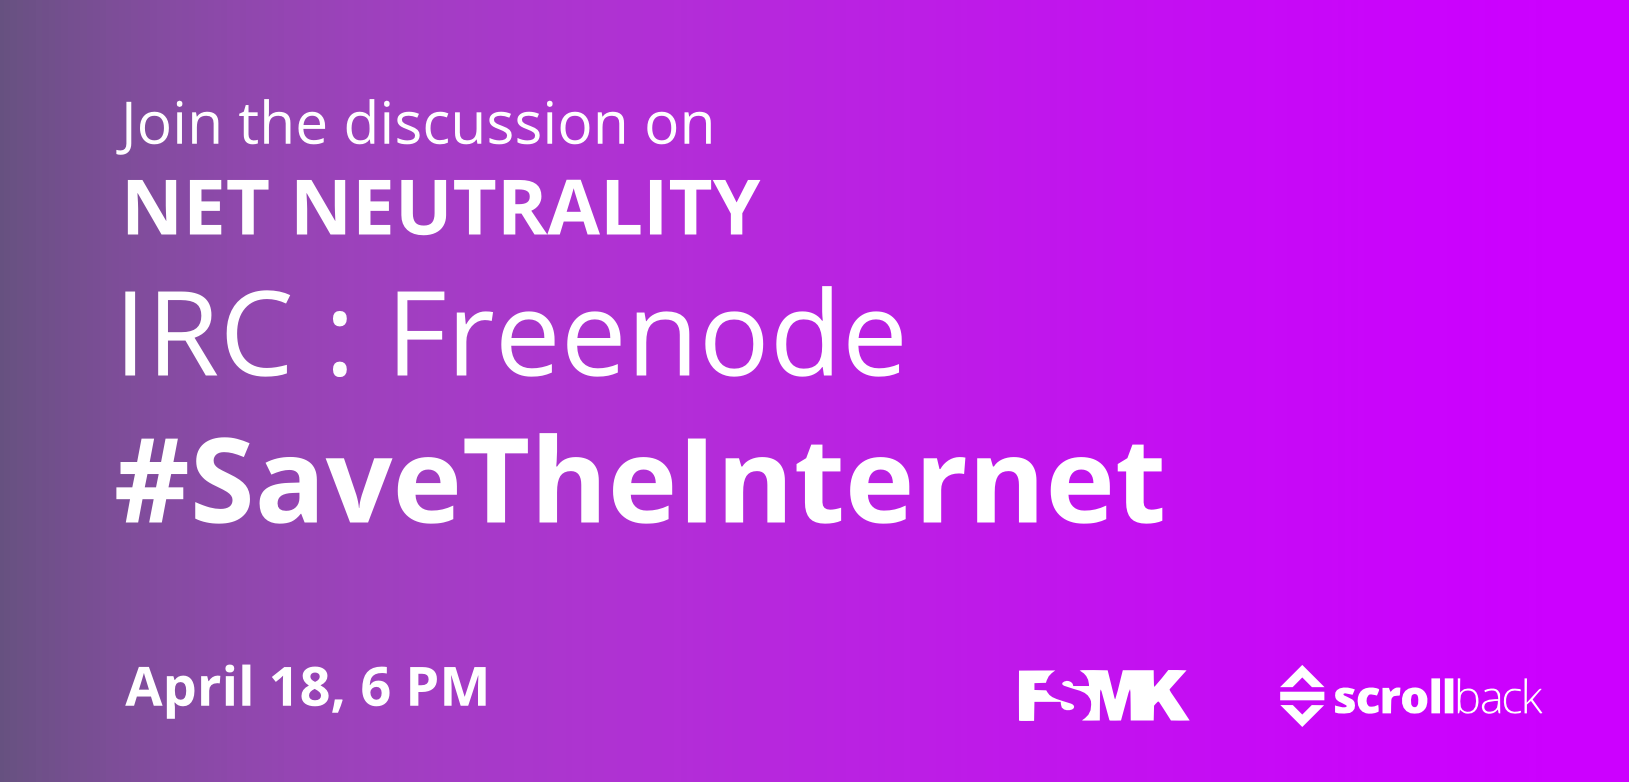 Join the discussion on
NET NEUTRALITY
IRC : Freenode
#SaveTheInternet
April 18, 6 PM
FSMK
scrollback